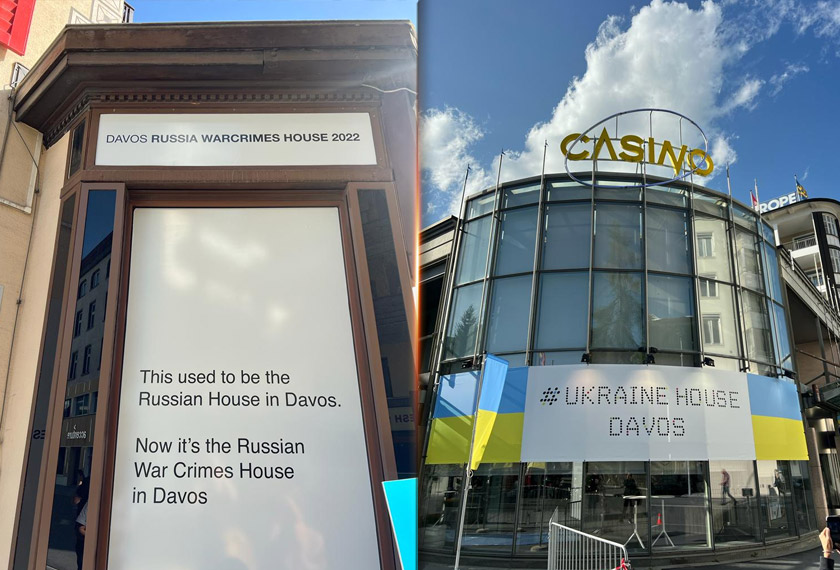 DAVOS RUSSIA WARCRIMES HOUSE 2022
This used to be the
Russian House in Davos.
Now it's the Russian
War Crimes House
in Davos
CASINO
ROPE
#UKRAINE HOUSE
DAVOS